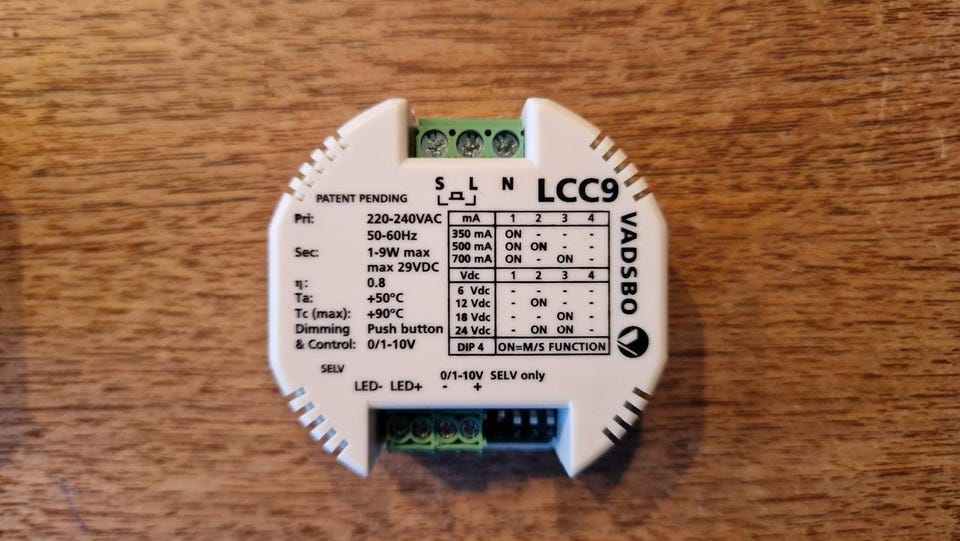 S L N
LCC9
PATENT PENDING
VADSBO
Pri: 220-240VAC
50-60Hz
Sec: 1-9W max
max 29VDC
η: 0.8
Ta: +50°C
Tc (max): +90°C
Dimming Push button
& Control: 0/1-10V
mA 1 2 3 4
350 mA ON - - -
500 mA ON ON - -
700 mA ON - ON -
Vdc 1 2 3 4
6 Vdc - - - -
12 Vdc - ON - -
18 Vdc - - ON -
24 Vdc - ON ON -
DIP 4 ON=M/S FUNCTION
SELV
0/1-10V SELV only
LED- LED+ - +